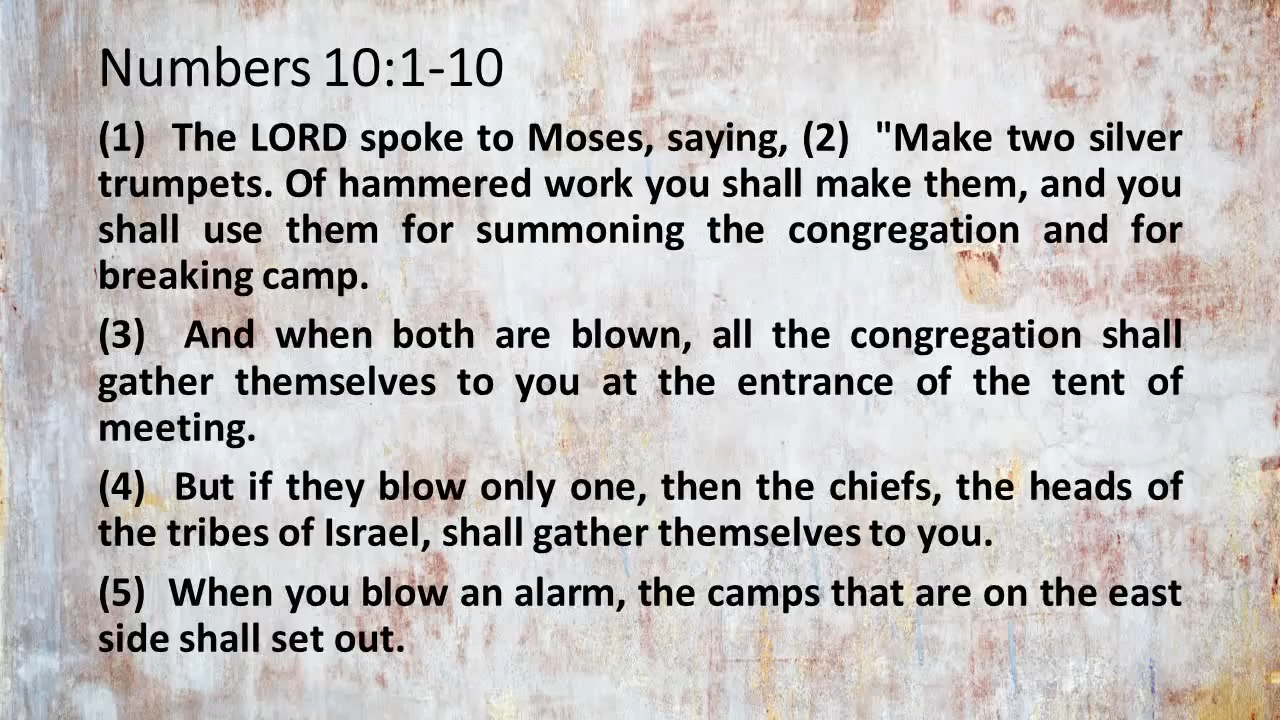 Numbers 10:1-10
(1) The LORD spoke to Moses, saying, (2) "Make two silver
trumpets. Of hammered work you shall make them, and you
shall use them for summoning the congregation and for
breaking camp.
(3) And when both are blown, all the congregation shall
gather themselves to you at the entrance of the tent of
meeting.
(4) But if they blow only one, then the chiefs, the heads of
the tribes of Israel, shall gather themselves to you.
(5) When you blow an alarm, the camps that are on the east
side shall set out.